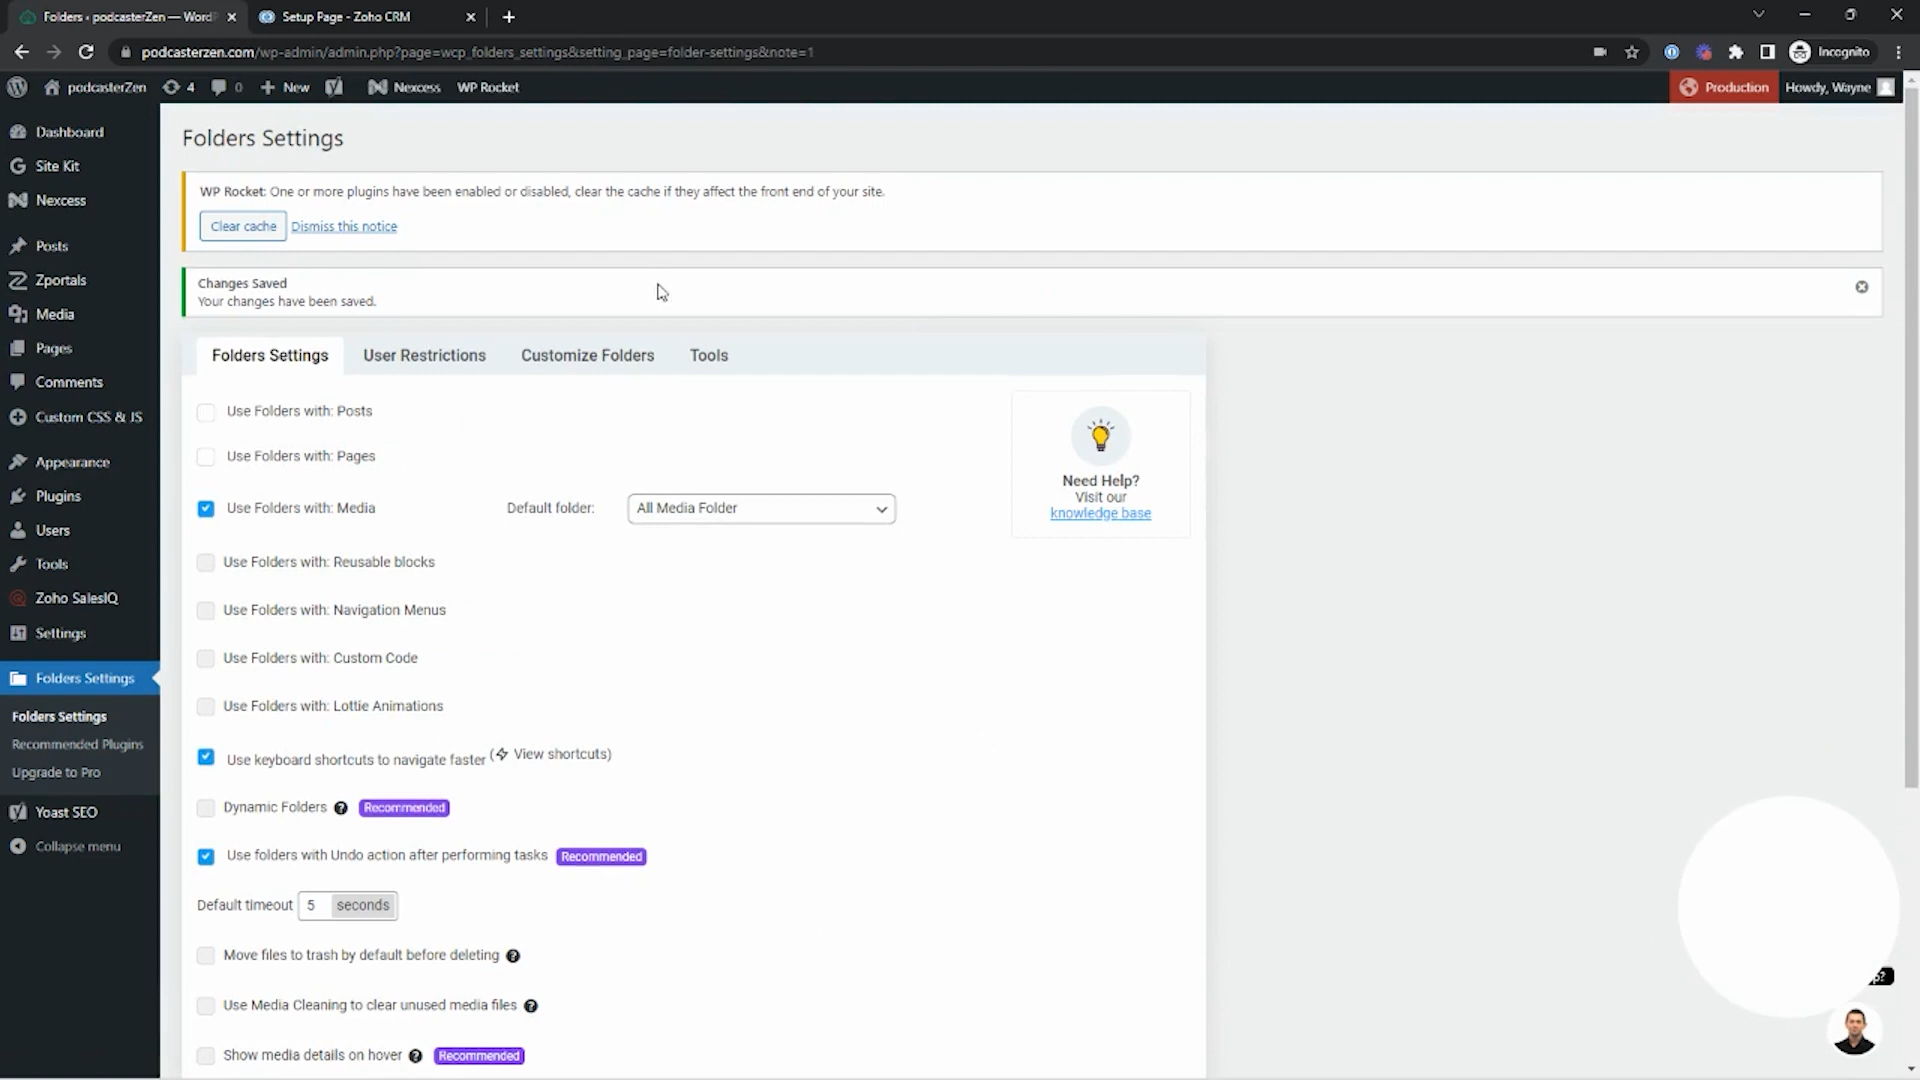 Folders ‹ podcasterZen — WordP
Setup Page - Zoho CRM
podcasterzen.com/wp-admin/admin.php?page=wcp_folders_settings&setting_page=folder-settings&note=1
Incognito
podcasterZen
4
0
New
Nexcess
WP Rocket
Production
Howdy, Wayne
Dashboard
Site Kit
Nexcess
Posts
Zportals
Media
Pages
Comments
Custom CSS & JS
Appearance
Plugins
Users
Tools
Zoho SalesIQ
Settings
Folders Settings
Folders Settings
Recommended Plugins
Upgrade to Pro
Yoast SEO
Collapse menu
Folders Settings
WP Rocket: One or more plugins have been enabled or disabled, clear the cache if they affect the front end of your site.
Clear cache
Dismiss this notice
Changes Saved
Your changes have been saved.
Folders Settings
User Restrictions
Customize Folders
Tools
Use Folders with: Posts
Use Folders with: Pages
Use Folders with: Media
Default folder:
All Media Folder
Use Folders with: Reusable blocks
Use Folders with: Navigation Menus
Use Folders with: Custom Code
Use Folders with: Lottie Animations
Use keyboard shortcuts to navigate faster (View shortcuts)
Dynamic Folders ? Recommended
Use folders with Undo action after performing tasks Recommended
Default timeout 5 seconds
Move files to trash by default before deleting ?
Use Media Cleaning to clear unused media files ?
Show media details on hover ? Recommended
Need Help?
Visit our
knowledge base